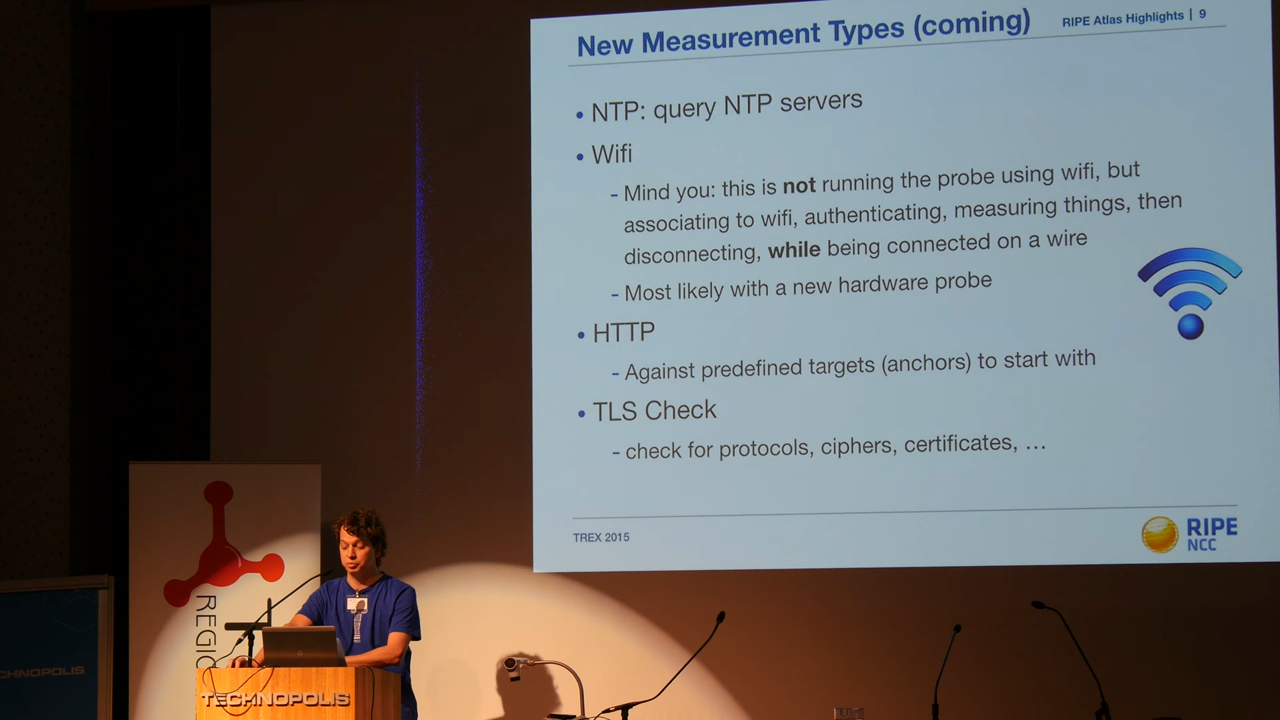 New Measurement Types (coming)
RIPE Atlas Highlights | 9
• NTP: query NTP servers
• Wifi
- Mind you: this is not running the probe using wifi, but
associating to wifi, authenticating, measuring things, then
disconnecting, while being connected on a wire
- Most likely with a new hardware probe
• HTTP
- Against predefined targets (anchors) to start with
• TLS Check
- check for protocols, ciphers, certificates, …
TREX 2015
RIPE
NCC
REGIO
CHNOPOLIS
TECHNOPOLIS